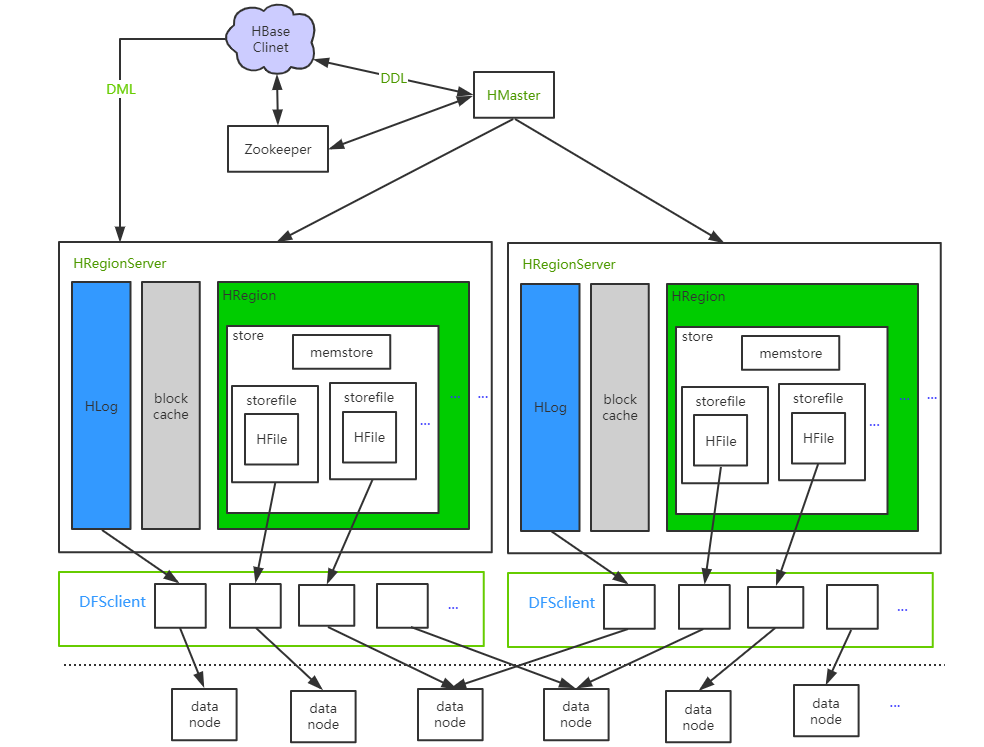 HBase
Clinet
DDL
DML
HMaster
Zookeeper
HRegionServer
HLog
block
cache
HRegion
store
memstore
storefile
HFile
storefile
HFile
...
...
...
HRegionServer
HLog
block
cache
HRegion
store
memstore
storefile
HFile
storefile
HFile
...
...
...
DFSclient
...
DFSclient
...
data
node
data
node
data
node
data
node
data
node
data
node
...